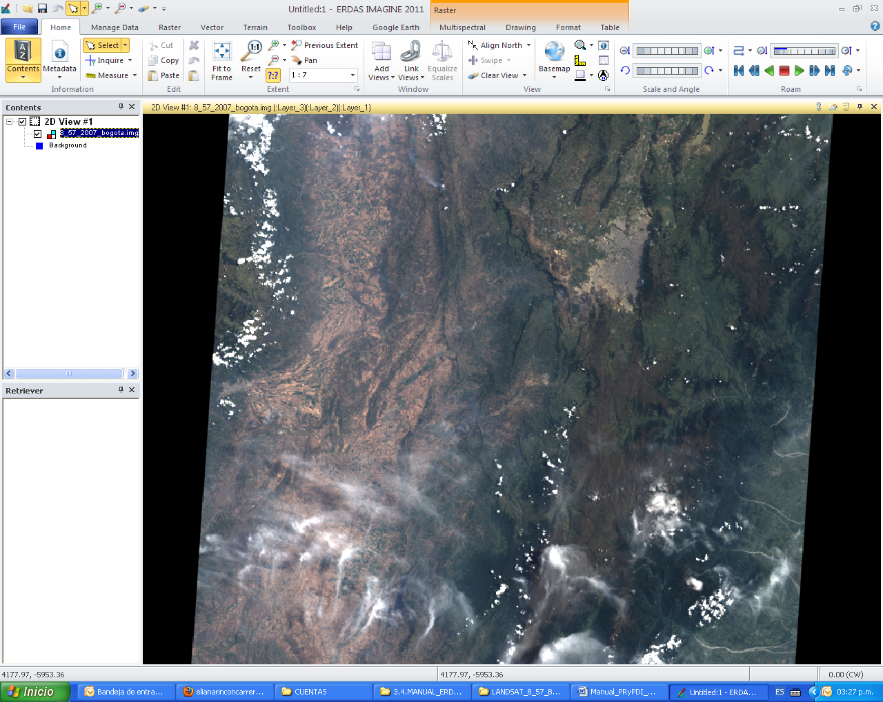 Untitled:1 - ERDAS IMAGINE 2011
Raster
File Home Manage Data Raster Vector Terrain Toolbox Help Google Earth Multispectral Drawing Format Table
Contents
Metadata
Select
Inquire
Measure
Information
Cut
Copy
Paste
Edit
Fit to Frame
Reset
1:1
Previous Extent
Pan
1 : 7
Extent
Add Views
Link Views
Equalize Scales
Window
Align North
Swipe
Clear View
Basemap
View
Scale and Angle
Roam
Contents
2D View #1: 8_57_2007_bogota.img (:Layer_3)(:Layer_2)(:Layer_1)
2D View #1
8_57_2007_bogota.img
Background
Retriever
4177.97, -5953.36
4177.97, -5953.36
0.00 (CW)
Inicio
Bandeja de entra...
elianarinconcarrer...
CUENTAS
3.4.MANUAL_ERD...
LANDSAT_8_57_B...
Manual_PRyPDI_...
Untitled:1 - ERDA...
ES
03:27 p.m.